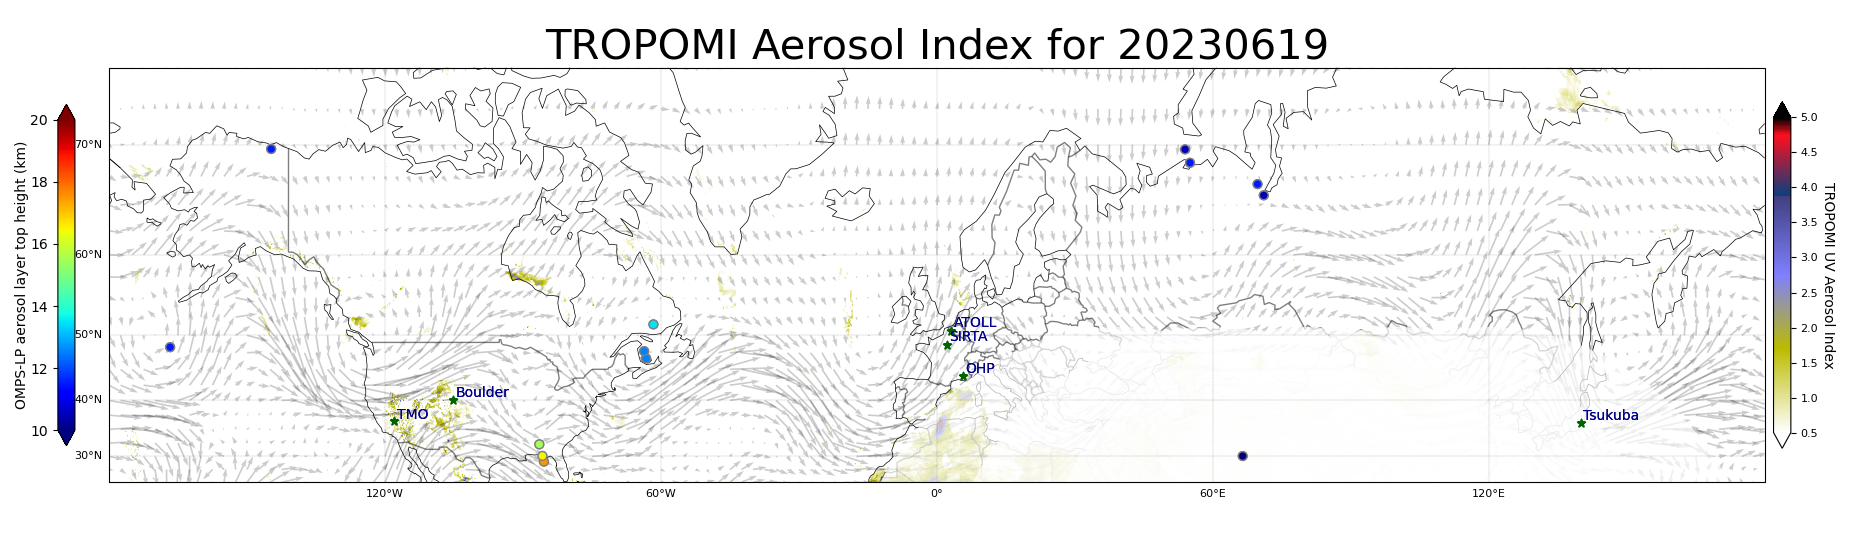 TROPOMI Aerosol Index for 20230619
OMPS-LP aerosol layer top height (km)
20
18
16
14
12
10
70°N
60°N
50°N
40°N
30°N
120°W
60°W
0°
60°E
120°E
ATOLL
SIRTA
OHP
Boulder
TMO
Tsukuba
5.0
4.5
4.0
3.5
3.0
2.5
2.0
1.5
1.0
0.5
TROPOMI UV Aerosol Index